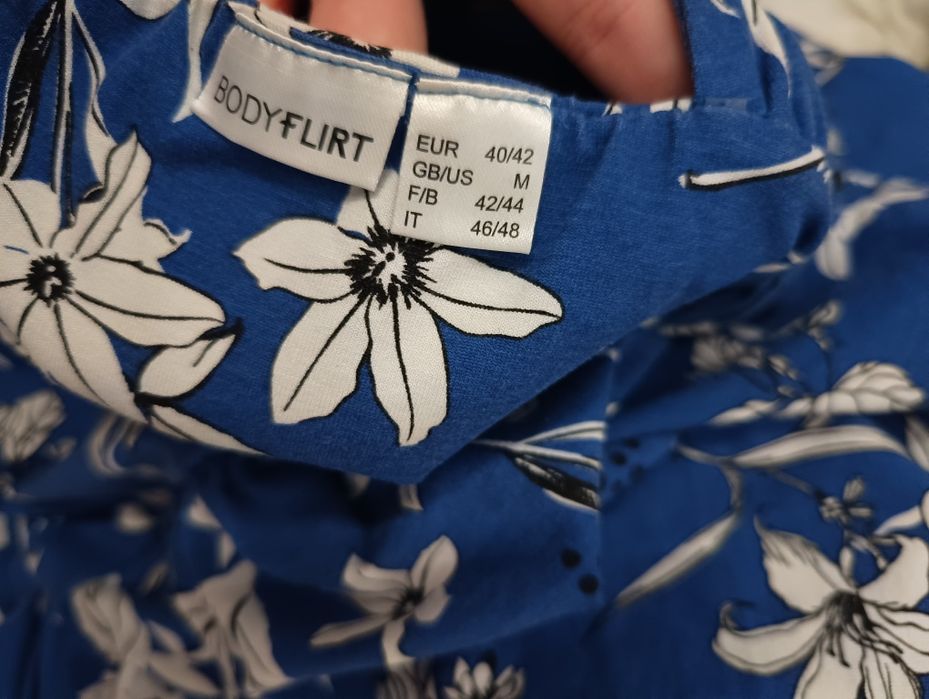 BODYFLIRT
EUR 40/42
GB/US M
F/B 42/44
IT 46/48